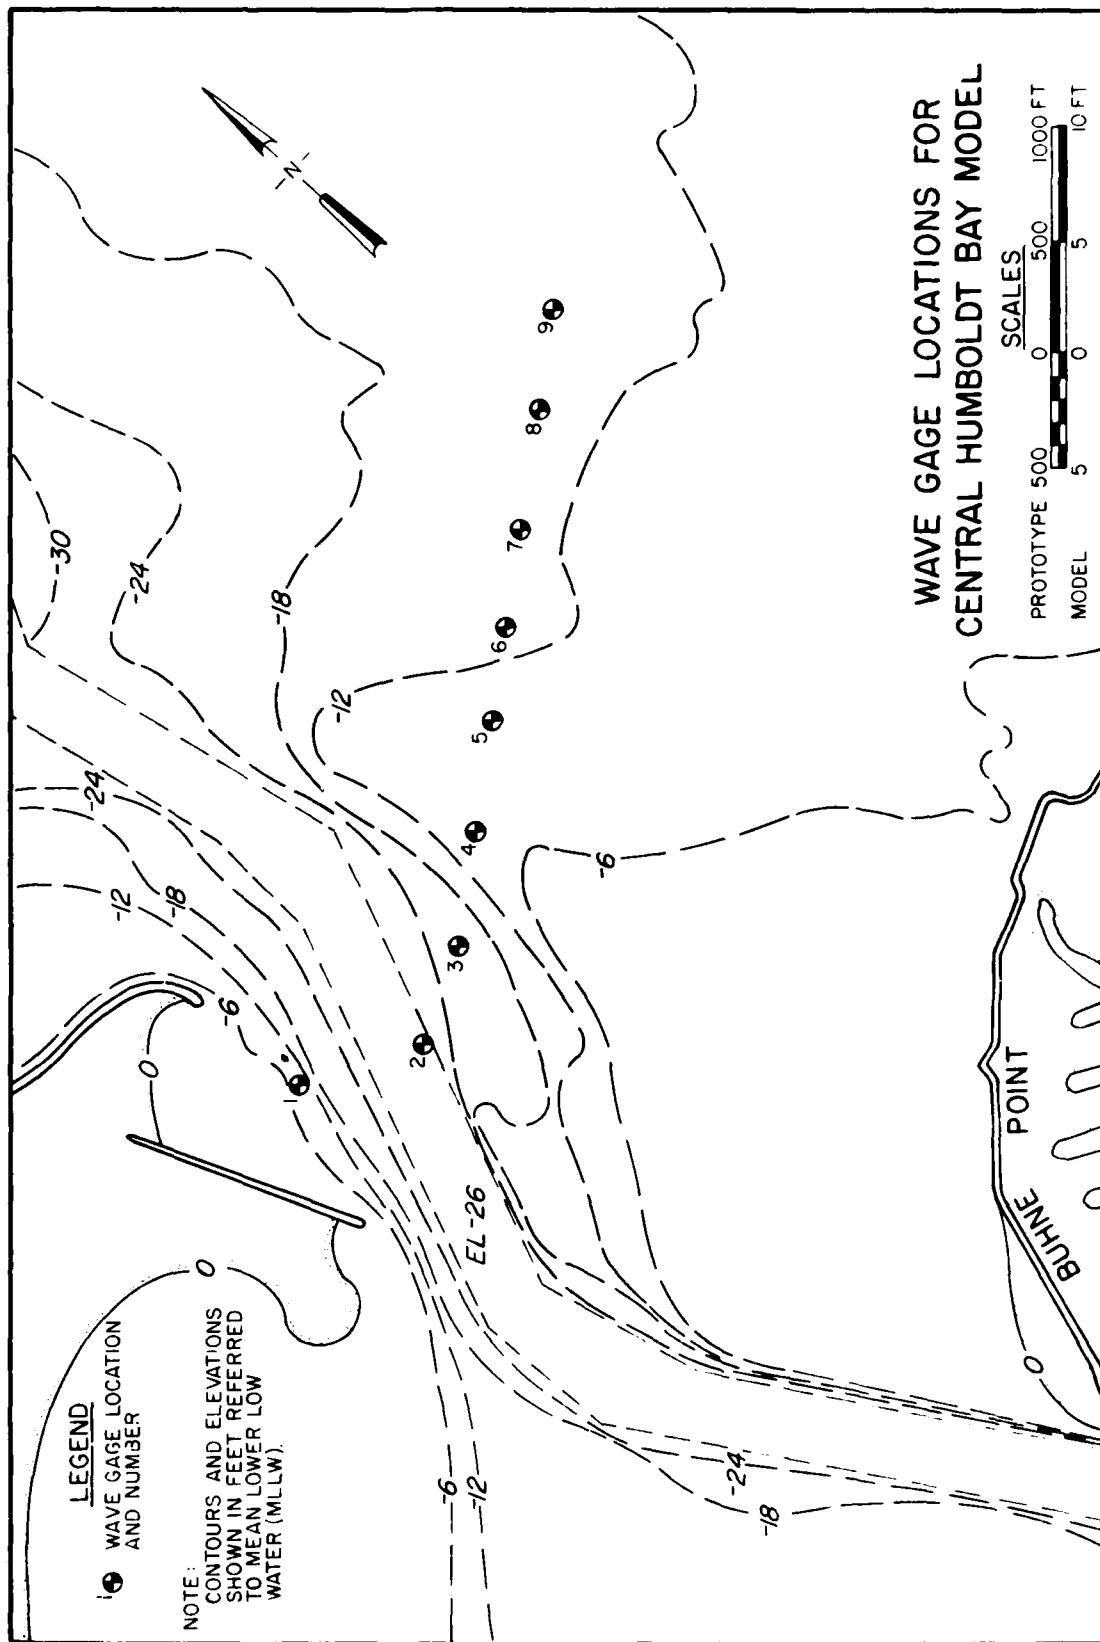 LEGEND
1 WAVE GAGE LOCATION
AND NUMBER
NOTE:
CONTOURS AND ELEVATIONS
SHOWN IN FEET REFERRED
TO MEAN LOWER LOW
WATER (MLLW).
0
0
-6
-12
-18
-24
-30
-24
-18
-12
-6
-N-
1
2
3
4
5
6
7
8
9
EL -26
-6
-12
-24
-18
0
BUHNE POINT
WAVE GAGE LOCATIONS FOR
CENTRAL HUMBOLDT BAY MODEL
SCALES
PROTOTYPE 500 0 500 1000 FT
MODEL 5 0 5 10 FT